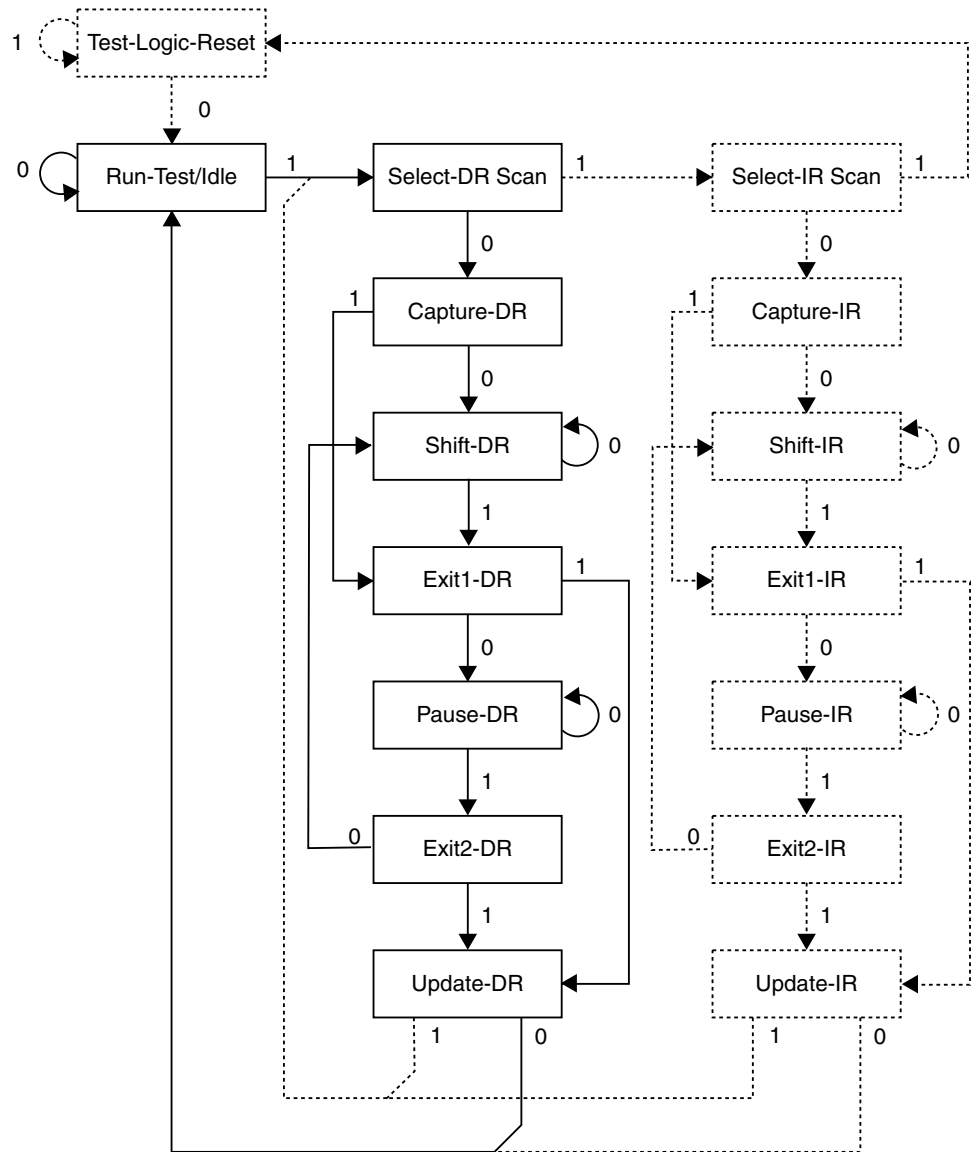 1
Test-Logic-Reset
0
0
Run-Test/Idle
1
Select-DR Scan
1
Select-IR Scan
1
0
0
1
Capture-DR
1
Capture-IR
0
0
Shift-DR
0
Shift-IR
0
1
1
Exit1-DR
1
Exit1-IR
1
0
0
Pause-DR
0
Pause-IR
0
1
1
0
Exit2-DR
0
Exit2-IR
1
1
Update-DR
Update-IR
1
0
1
0